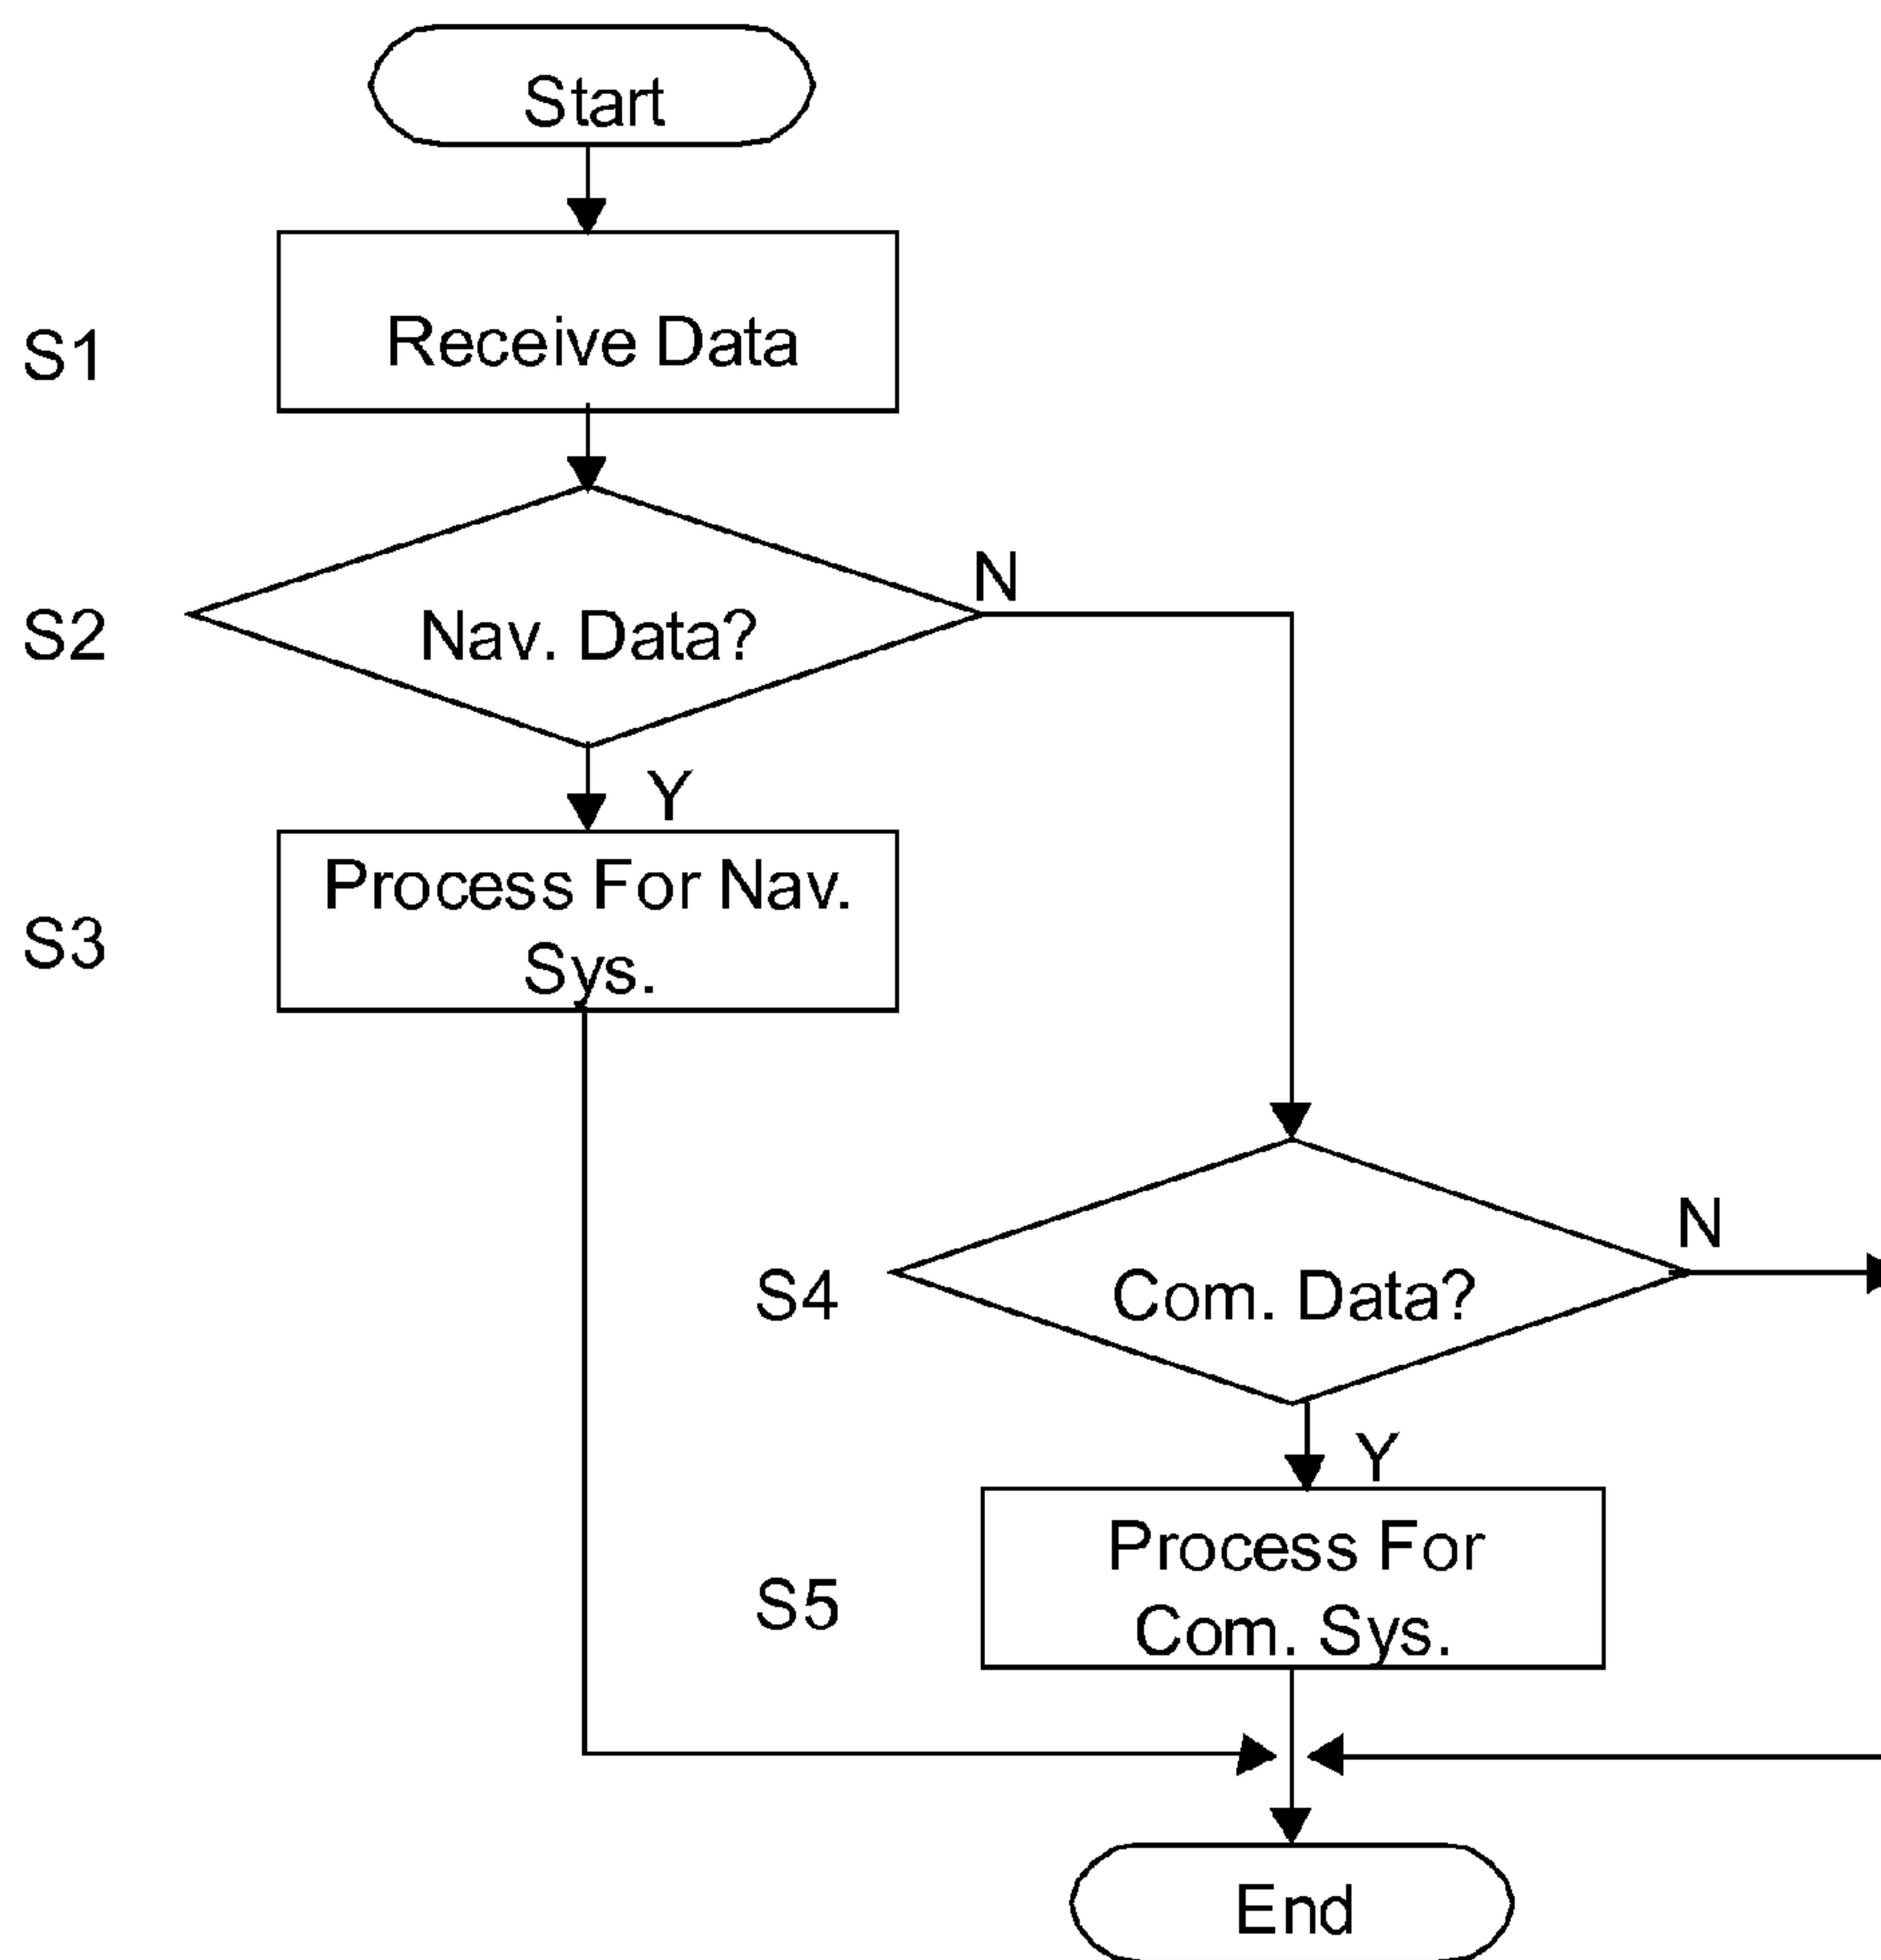 Start
S1
Receive Data
S2
Nav. Data?
N
Y
S3
Process For Nav.
Sys.
S4
Com. Data?
N
Y
S5
Process For
Com. Sys.
End